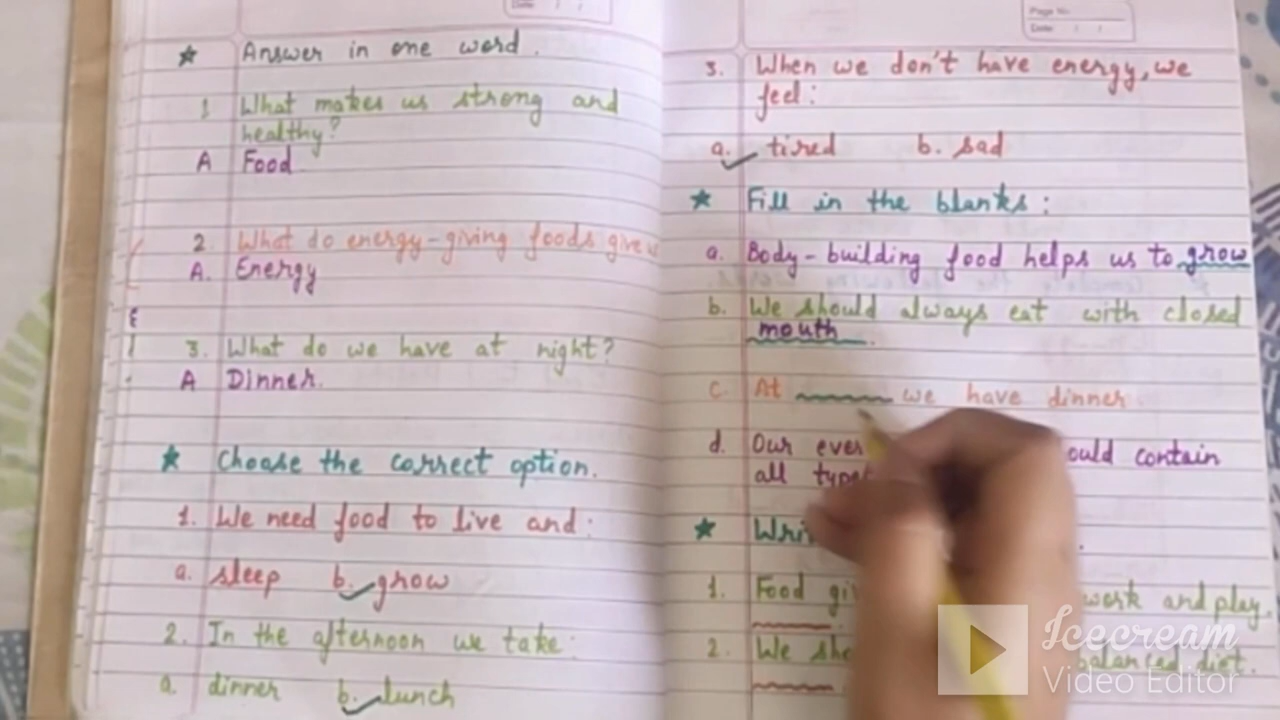 Date: / /
★ Answer in one word.
1 What makes us strong and
healthy?
A Food
2. What do energy-giving foods give us
A. Energy
3. What do we have at night?
A Dinner.
★ Choose the correct option.
1. We need food to live and:
a. sleep b. grow
2. In the afternoon we take:
a. dinner b. lunch
Page No.
Date: / /
3. When we don't have energy, we
feel:
a. tired b. sad
★ Fill in the blanks:
a. Body-building food helps us to grow
b. We should always eat with closed
mouth.
c. At ______ we have dinner
d. Our contain
all
★
1. Food work and play.
2. We balanced diet.
Icecream
Video Editor